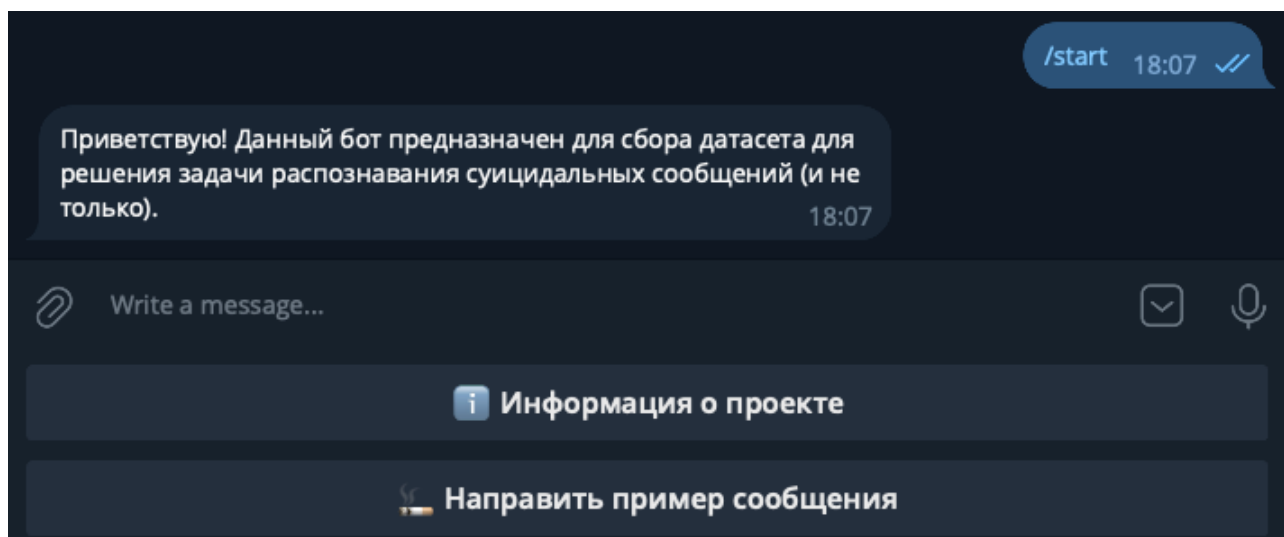 /start 18:07
Приветствую! Данный бот предназначен для сбора датасета для
решения задачи распознавания суицидальных сообщений (и не
только).
18:07
Write a message...
Информация о проекте
Направить пример сообщения